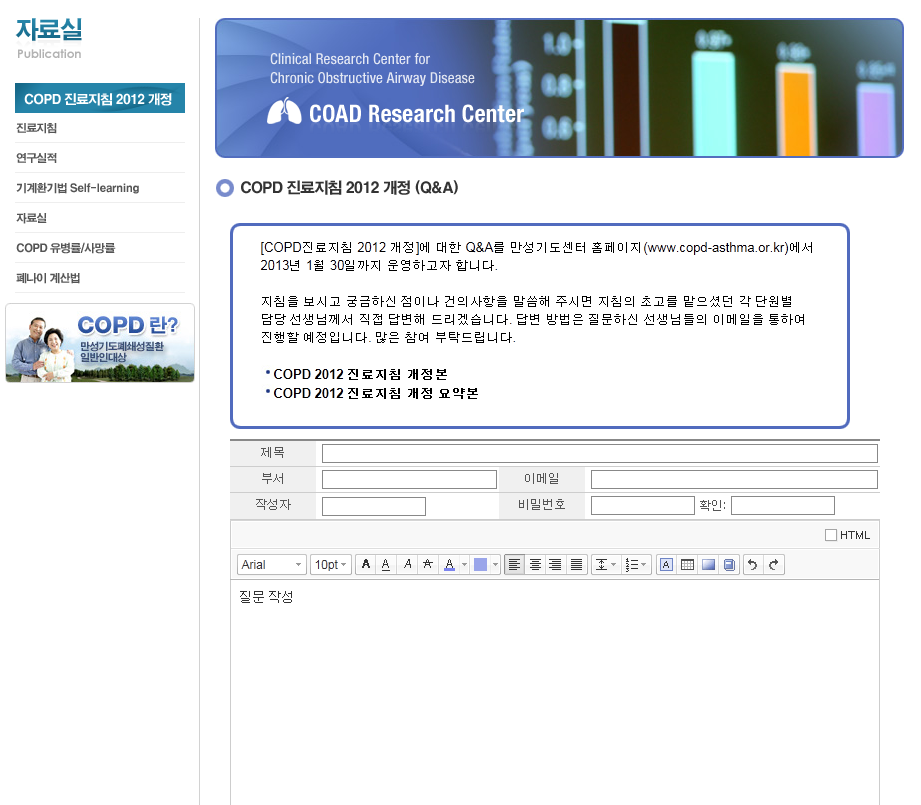 자료실
Publication
COPD 진료지침 2012 개정
진료지침
연구실적
기계환기법 Self-learning
자료실
COPD 유병률/사망률
폐나이 계산법
COPD 란?
만성기도폐쇄성질환
일반인대상
Clinical Research Center for
Chronic Obstructive Airway Disease
COAD Research Center
1.0
0.8
0.6
COPD 진료지침 2012 개정 (Q&A)
[COPD진료지침 2012 개정]에 대한 Q&A를 만성기도센터 홈페이지(www.copd-asthma.or.kr)에서
2013년 1월 30일까지 운영하고자 합니다.
지침을 보시고 궁금하신 점이나 건의사항을 말씀해 주시면 지침의 초고를 맡으셨던 각 단원별
담당 선생님께서 직접 답변해 드리겠습니다. 답변 방법은 질문하신 선생님들의 이메일을 통하여
진행할 예정입니다. 많은 참여 부탁드립니다.
• COPD 2012 진료지침 개정본
• COPD 2012 진료지침 개정 요약본
제목
부서 이메일
작성자 비밀번호 확인:
HTML
Arial 10pt A A A A A A
질문 작성